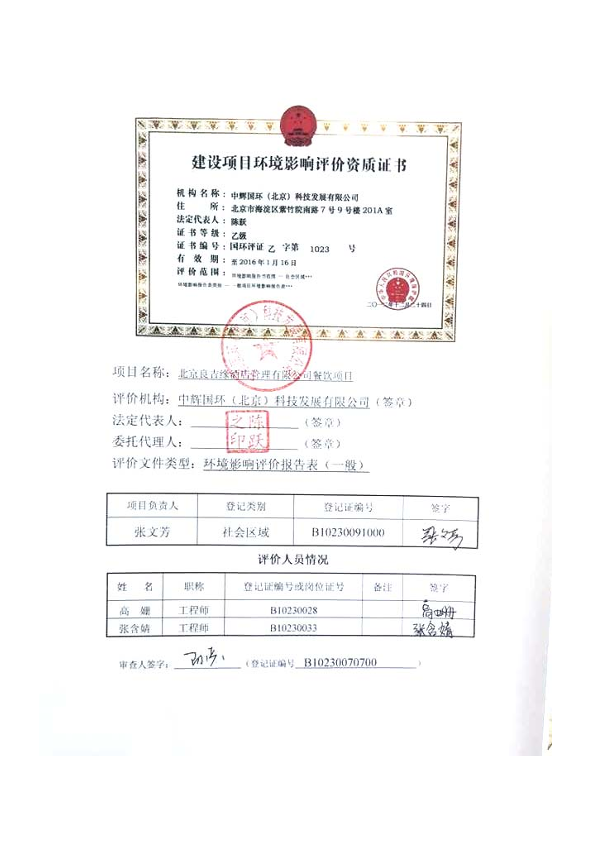 建设项目环境影响评价资质证书
机构名称：中辉国环（北京）科技发展有限公司
住所：北京市海淀区紫竹院南路7号9号楼201A室
法定代表人：陈跃
证书等级：乙级
证书编号：国环评证 乙 字第 1023 号
有效期：至2016年1月16日
评价范围：
项目名称：北京良吉缘酒店管理有限公司餐饮项目
评价机构：中辉国环（北京）科技发展有限公司（签章）
法定代表人：（签章）
陈跃之印
委托代理人：（签章）
评价文件类型：环境影响评价报告表（一般）
项目负责人 登记类别 登记证编号 签字
张文芳 社会区域 B10230091000
评价人员情况
姓名 职称 登记证编号或岗位证号 备注 签字
高姗 工程师 B10230028 高姗
张含婧 工程师 B10230033 张含婧
审查人签字：（登记证编号 B10230070700 ）